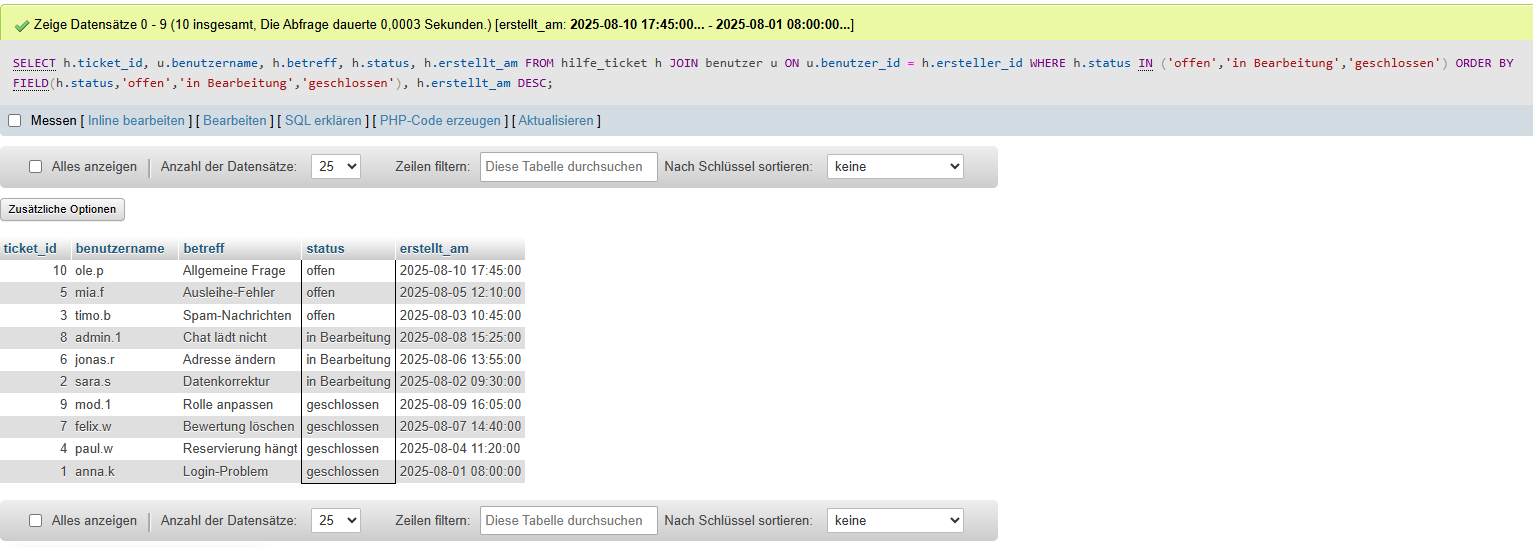 Zeige Datensätze 0 - 9 (10 insgesamt, Die Abfrage dauerte 0,0003 Sekunden.) [erstellt_am: 2025-08-10 17:45:00... - 2025-08-01 08:00:00...]
SELECT h.ticket_id, u.benutzername, h.betreff, h.status, h.erstellt_am FROM hilfe_ticket h JOIN benutzer u ON u.benutzer_id = h.ersteller_id WHERE h.status IN ('offen','in Bearbeitung','geschlossen') ORDER BY
FIELD(h.status,'offen','in Bearbeitung','geschlossen'), h.erstellt_am DESC;
Messen [ Inline bearbeiten ] [ Bearbeiten ] [ SQL erklären ] [ PHP-Code erzeugen ] [ Aktualisieren ]
Alles anzeigen Anzahl der Datensätze: 25 Zeilen filtern: Diese Tabelle durchsuchen Nach Schlüssel sortieren: keine
Zusätzliche Optionen
ticket_id benutzername betreff status erstellt_am
10 ole.p Allgemeine Frage offen 2025-08-10 17:45:00
5 mia.f Ausleihe-Fehler offen 2025-08-05 12:10:00
3 timo.b Spam-Nachrichten offen 2025-08-03 10:45:00
8 admin.1 Chat lädt nicht in Bearbeitung 2025-08-08 15:25:00
6 jonas.r Adresse ändern in Bearbeitung 2025-08-06 13:55:00
2 sara.s Datenkorrektur in Bearbeitung 2025-08-02 09:30:00
9 mod.1 Rolle anpassen geschlossen 2025-08-09 16:05:00
7 felix.w Bewertung löschen geschlossen 2025-08-07 14:40:00
4 paul.w Reservierung hängt geschlossen 2025-08-04 11:20:00
1 anna.k Login-Problem geschlossen 2025-08-01 08:00:00
Alles anzeigen Anzahl der Datensätze: 25 Zeilen filtern: Diese Tabelle durchsuchen Nach Schlüssel sortieren: keine